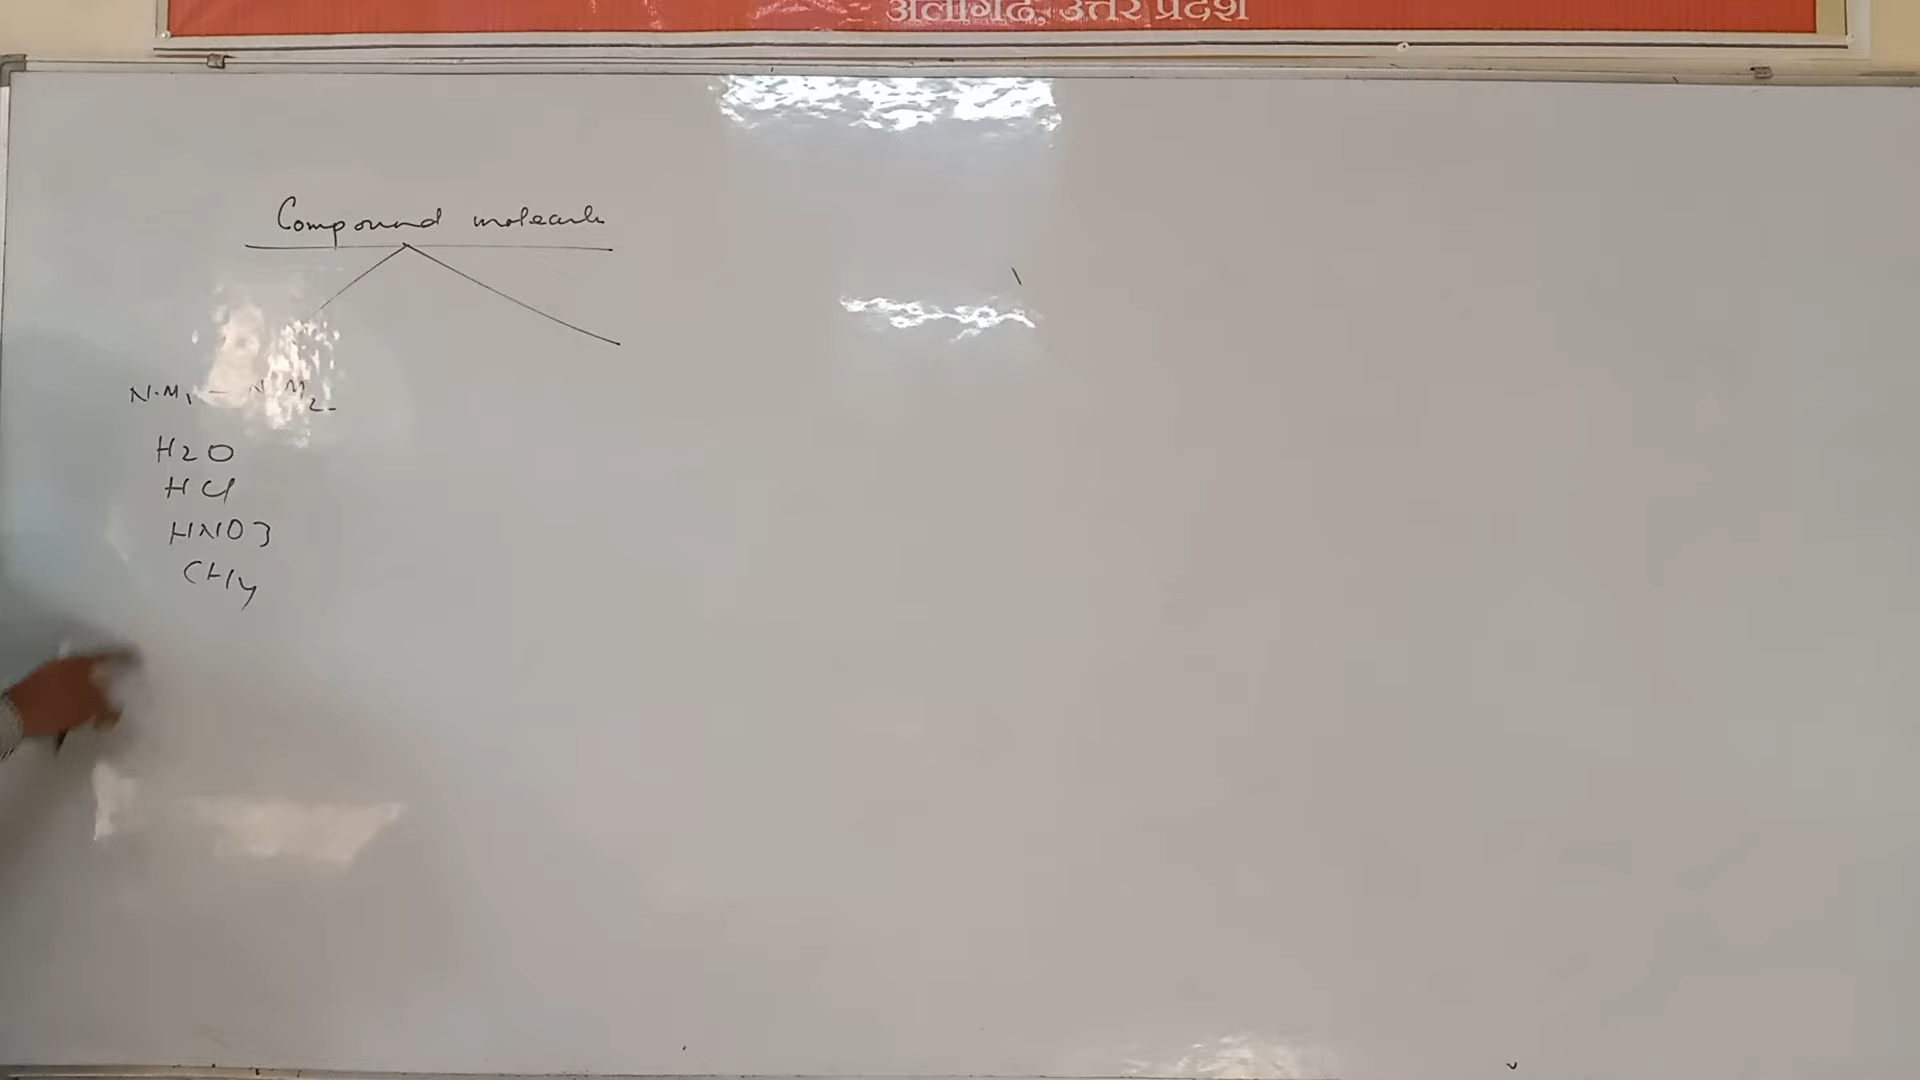 अलीगढ़, उत्तर प्रदेश
Compound molecule
N.M1 - N M2
H2O
HCl
HNO3
CH4